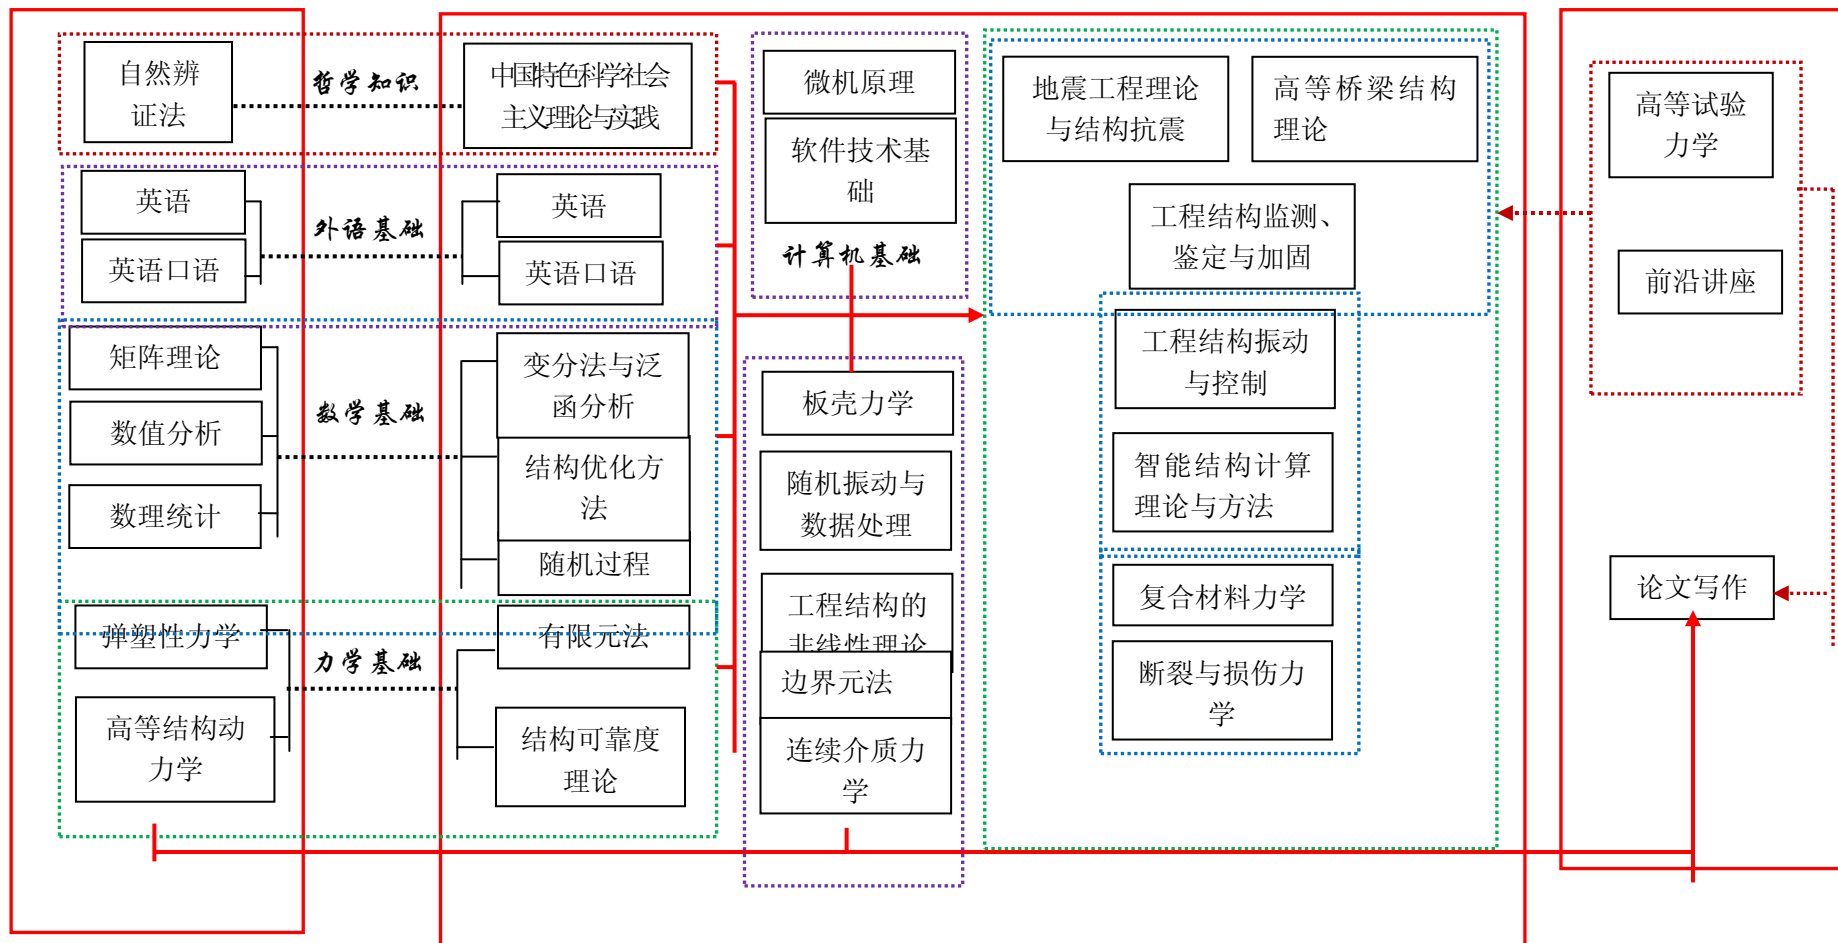 自然辨
证法
哲学知识
中国特色科学社会
主义理论与实践
英语
英语口语
外语基础
英语
英语口语
矩阵理论
数值分析
数理统计
数学基础
变分法与泛
函分析
结构优化方
法
随机过程
弹塑性力学
高等结构动
力学
力学基础
有限元法
结构可靠度
理论
微机原理
软件技术基
础
计算机基础
板壳力学
随机振动与
数据处理
工程结构的
非线性理论
边界元法
连续介质力
学
地震工程理论
与结构抗震
高等桥梁结构
理论
工程结构监测、
鉴定与加固
工程结构振动
与控制
智能结构计算
理论与方法
复合材料力学
断裂与损伤力
学
高等试验
力学
前沿讲座
论文写作